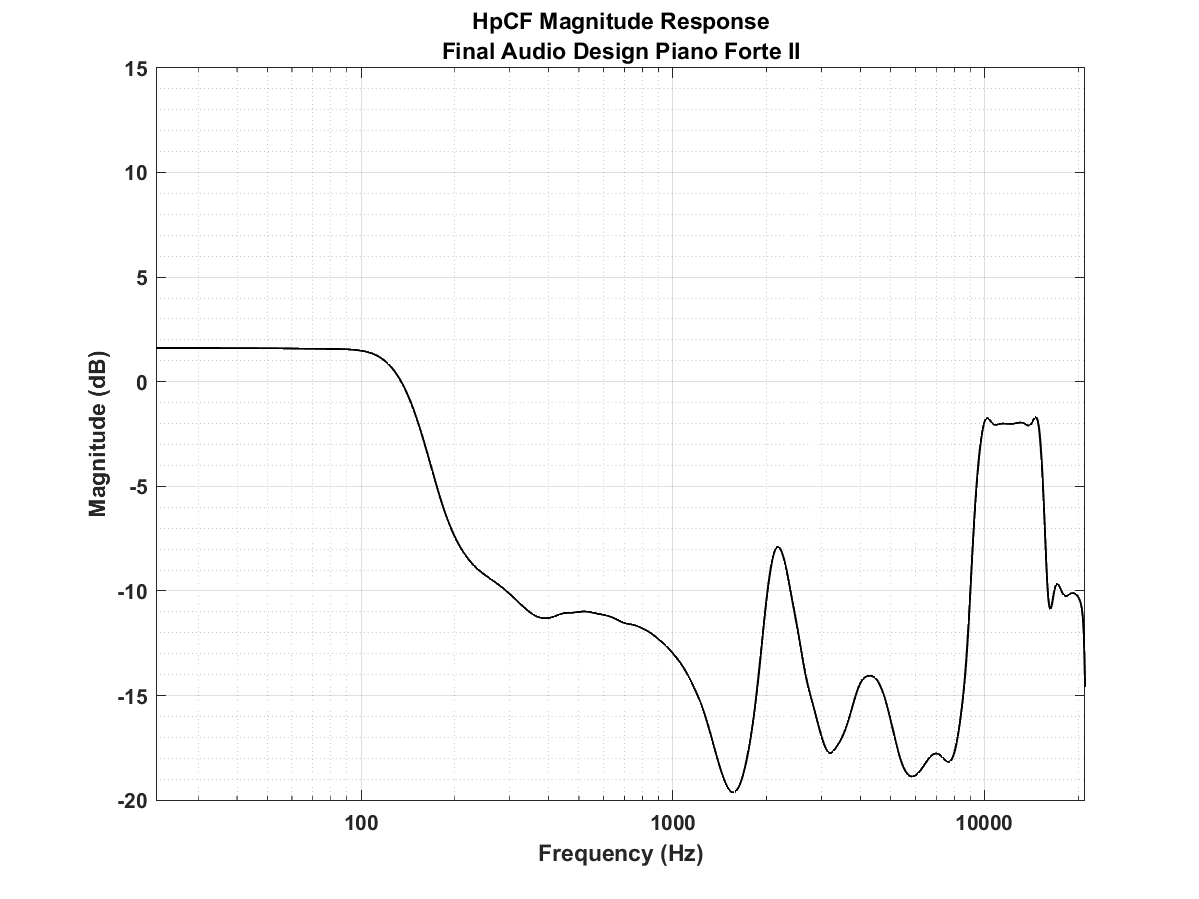 HpCF Magnitude Response
Final Audio Design Piano Forte II
15
10
5
0
-5
-10
-15
-20
Magnitude (dB)
100
1000
10000
Frequency (Hz)